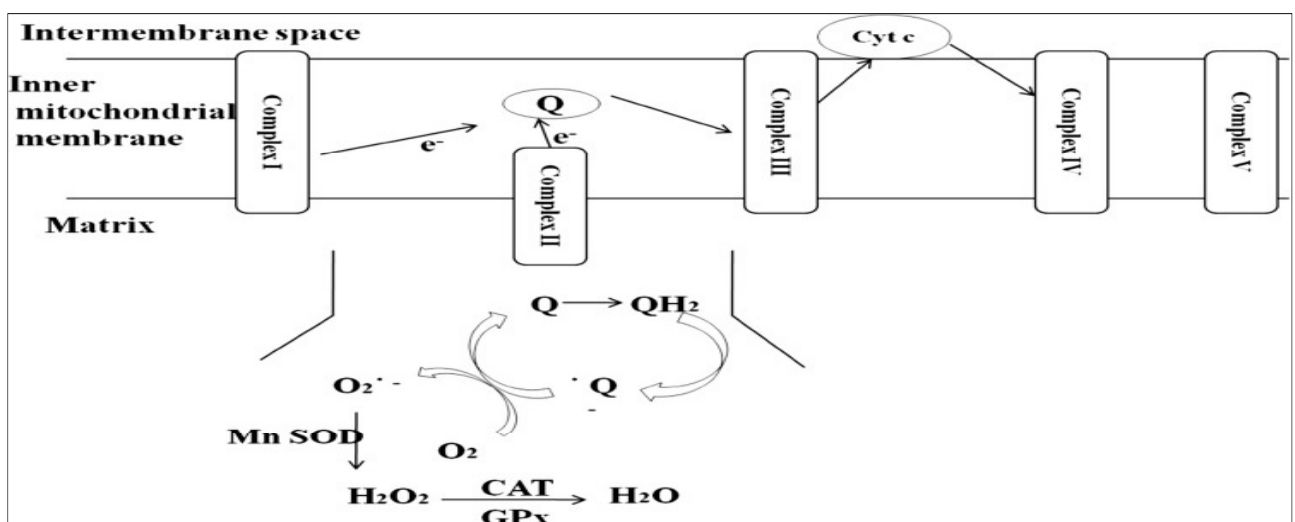 Intermembrane space
Cyt c
Inner
mitochondrial
membrane
Complex I
Q
e-
e-
Complex II
Complex III
Complex IV
Complex V
Matrix
Q
QH₂
O₂˙-
˙Q
-
Mn SOD
O₂
H₂O₂
CAT
GPx
H₂O